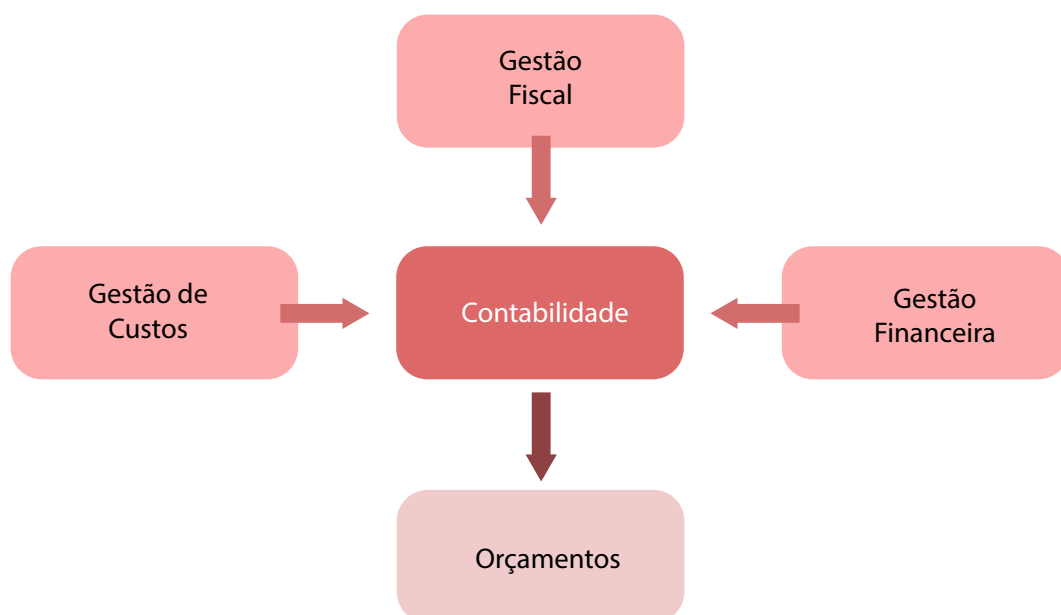 Gestão
Fiscal
Gestão de
Custos
Contabilidade
Gestão
Financeira
Orçamentos